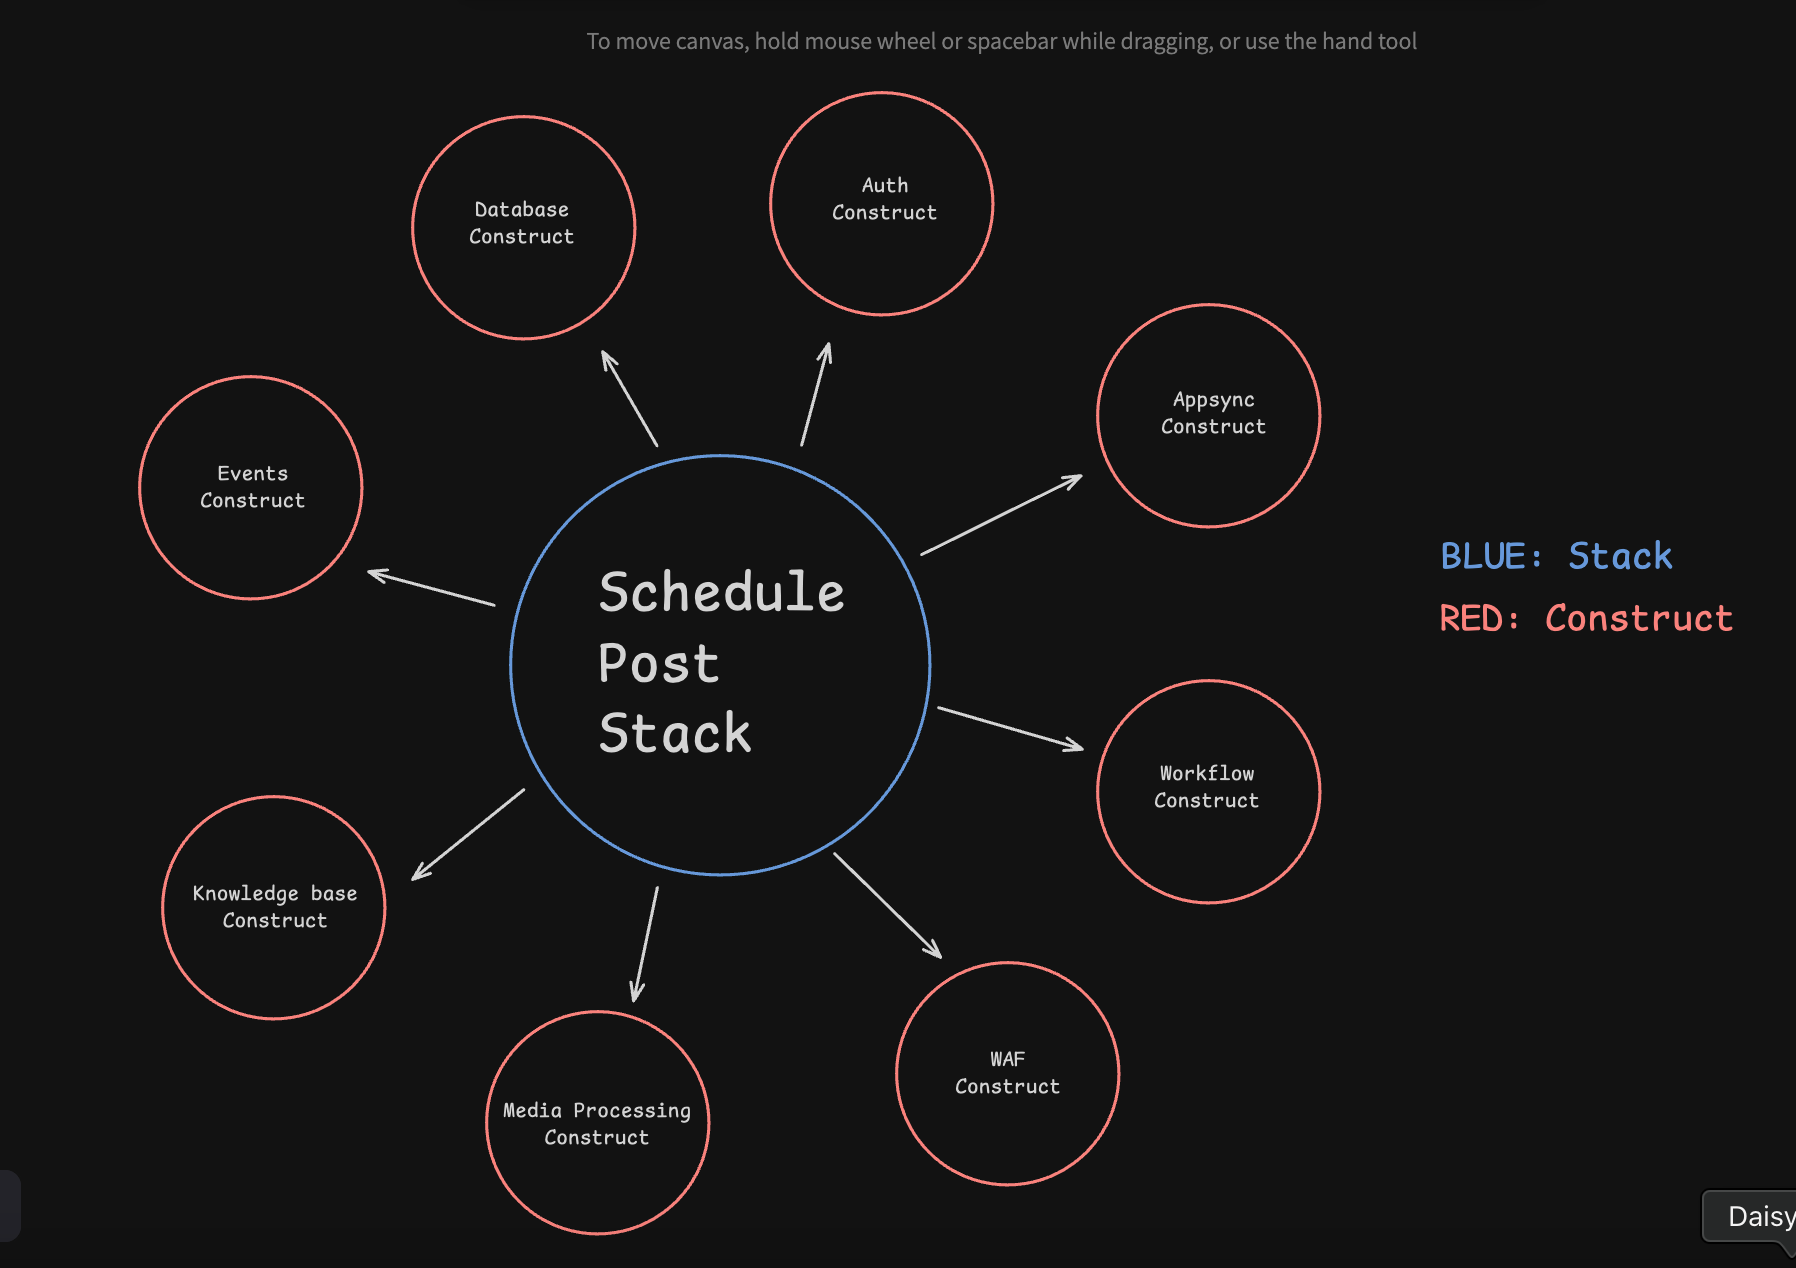 To move canvas, hold mouse wheel or spacebar while dragging, or use the hand tool
Database
Construct
Auth
Construct
Appsync
Construct
Events
Construct
Schedule
Post
Stack
BLUE: Stack
RED: Construct
Workflow
Construct
Knowledge base
Construct
Media Processing
Construct
WAF
Construct
Daisy